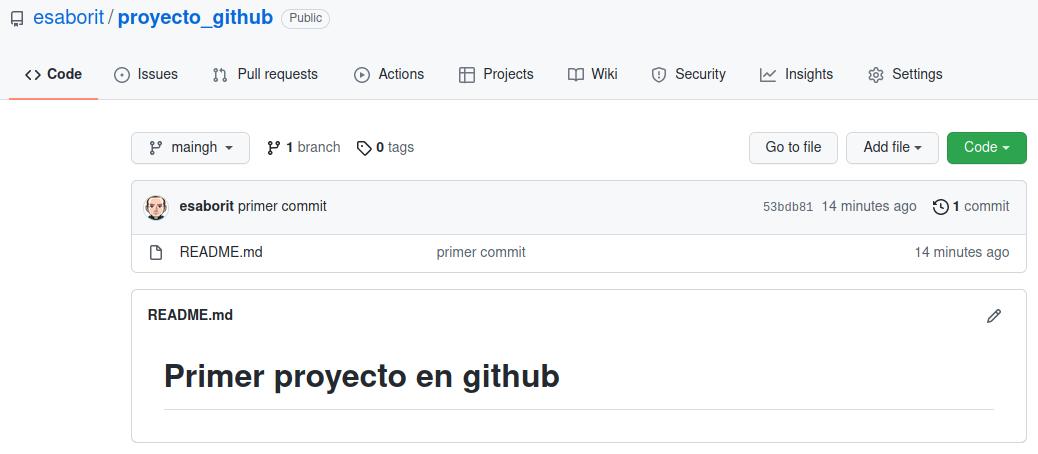 esaborit / proyecto_github Public
Code Issues Pull requests Actions Projects Wiki Security Insights Settings
maingh 1 branch 0 tags Go to file Add file Code
esaborit primer commit 53bdb81 14 minutes ago 1 commit
README.md primer commit 14 minutes ago
README.md
Primer proyecto en github